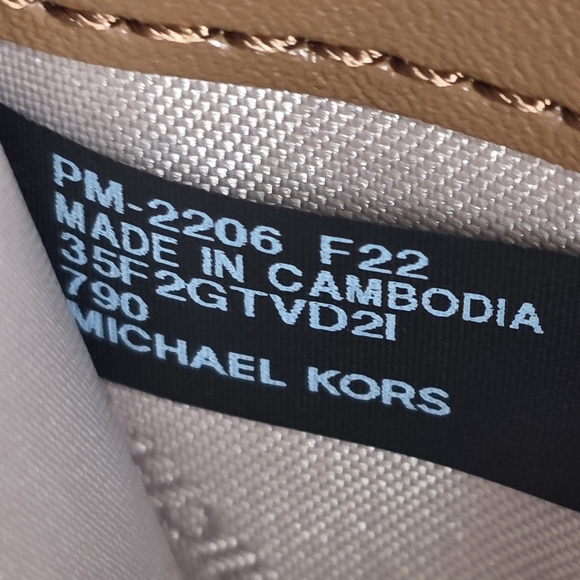 PM-2206 F22
MADE IN CAMBODIA
35F2GTVD2I
790
MICHAEL KORS